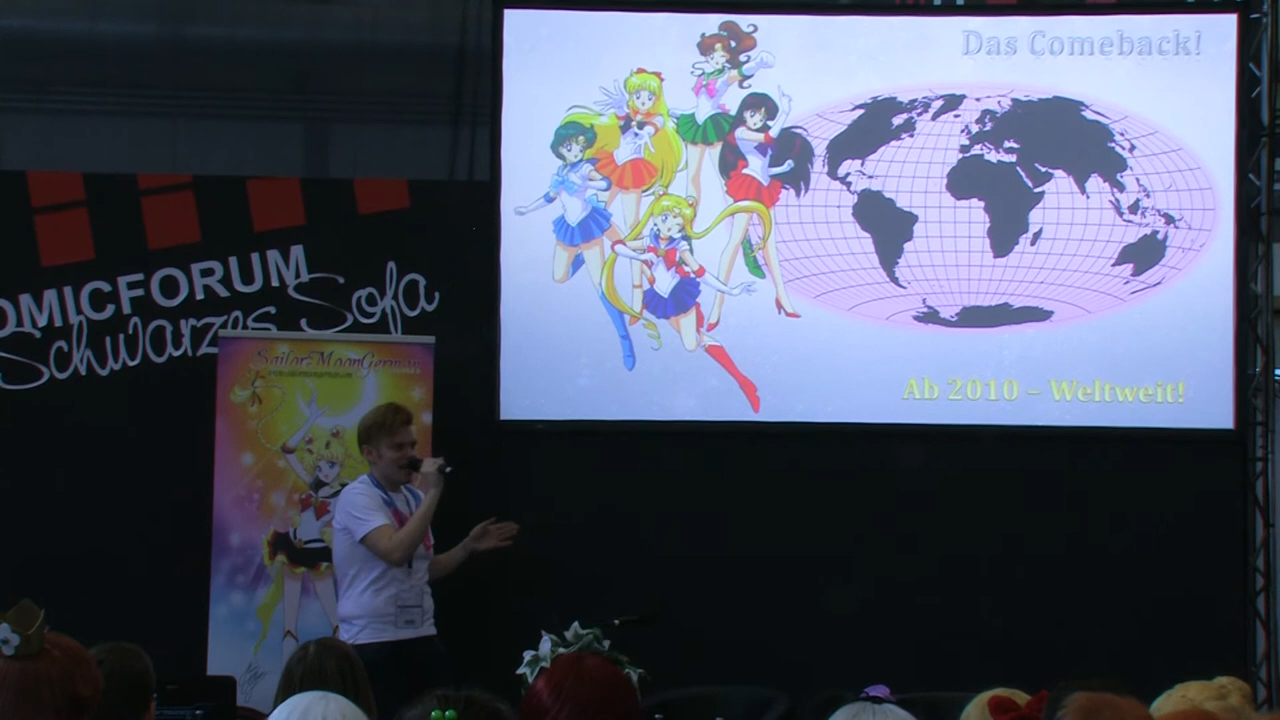 Das Comeback!
Ab 2010 – Weltweit!
OMICFORUM
Schwarzes Sofa
SailorMoonGerman